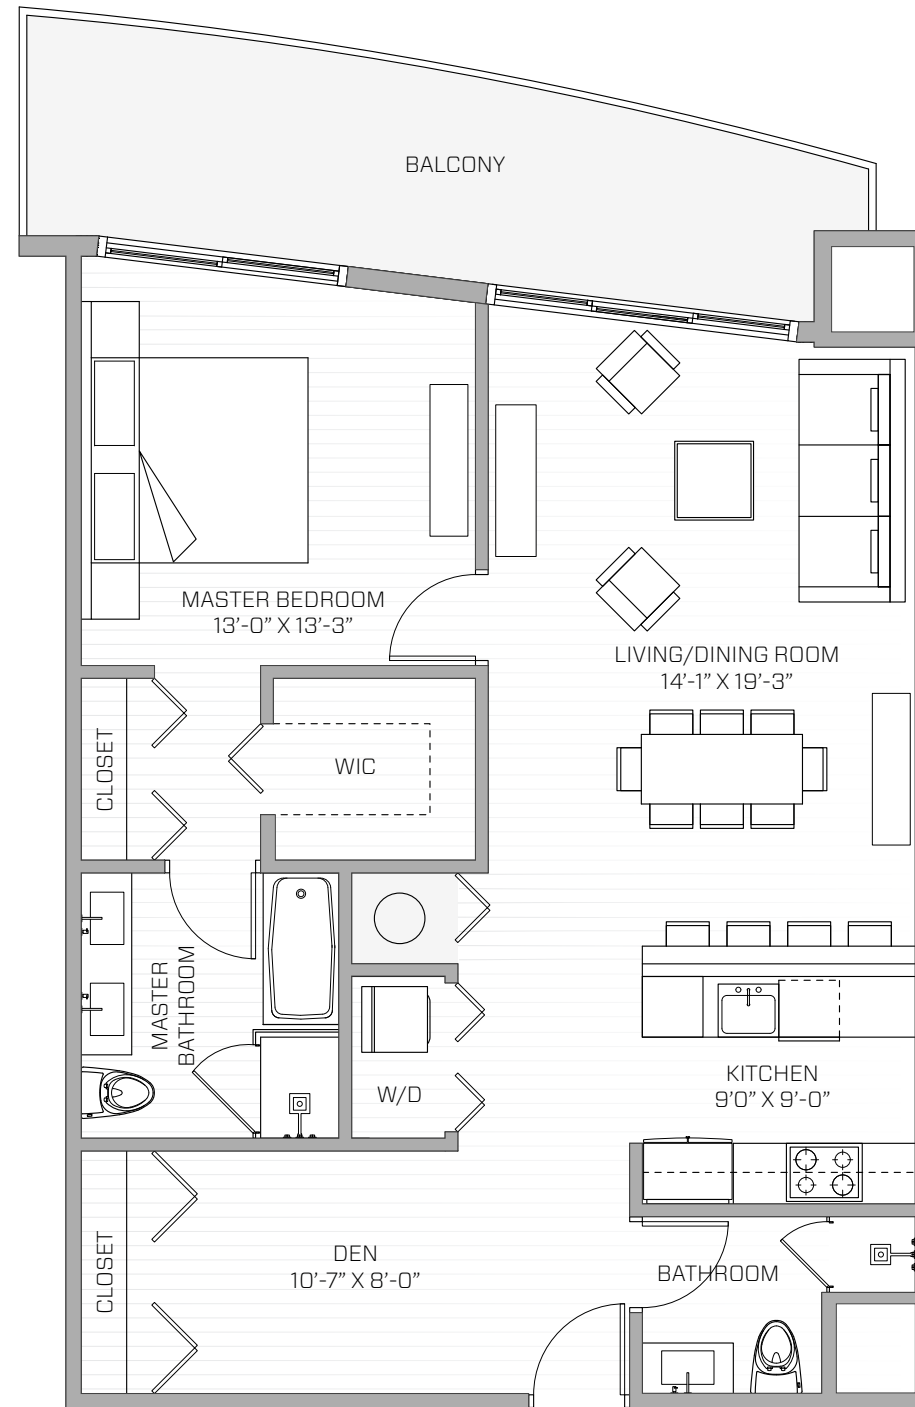 BALCONY
MASTER BEDROOM
13’-0” X 13’-3”
LIVING/DINING ROOM
14’-1” X 19’-3”
CLOSET
WIC
MASTER
BATHROOM
W/D
KITCHEN
9’0” X 9’-0”
CLOSET
DEN
10’-7” X 8’-0”
BATHROOM